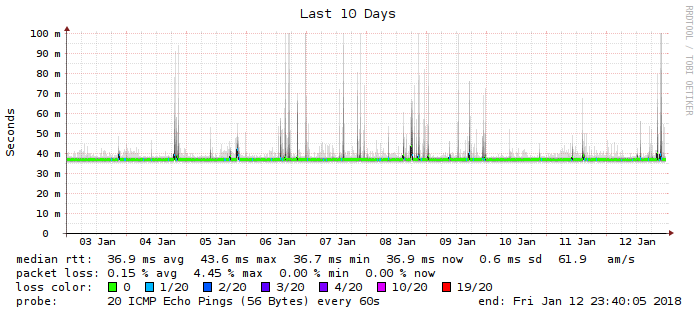 Last 10 Days
RRDTOOL / TOBI OETIKER
Seconds
100 m
90 m
80 m
70 m
60 m
50 m
40 m
30 m
20 m
10 m
0
03 Jan 04 Jan 05 Jan 06 Jan 07 Jan 08 Jan 09 Jan 10 Jan 11 Jan 12 Jan
median rtt: 36.9 ms avg 43.6 ms max 36.7 ms min 36.9 ms now 0.6 ms sd 61.9 am/s
packet loss: 0.15 % avg 4.45 % max 0.00 % min 0.00 % now
loss color: 0 1/20 2/20 3/20 4/20 10/20 19/20
probe: 20 ICMP Echo Pings (56 Bytes) every 60s end: Fri Jan 12 23:40:05 2018